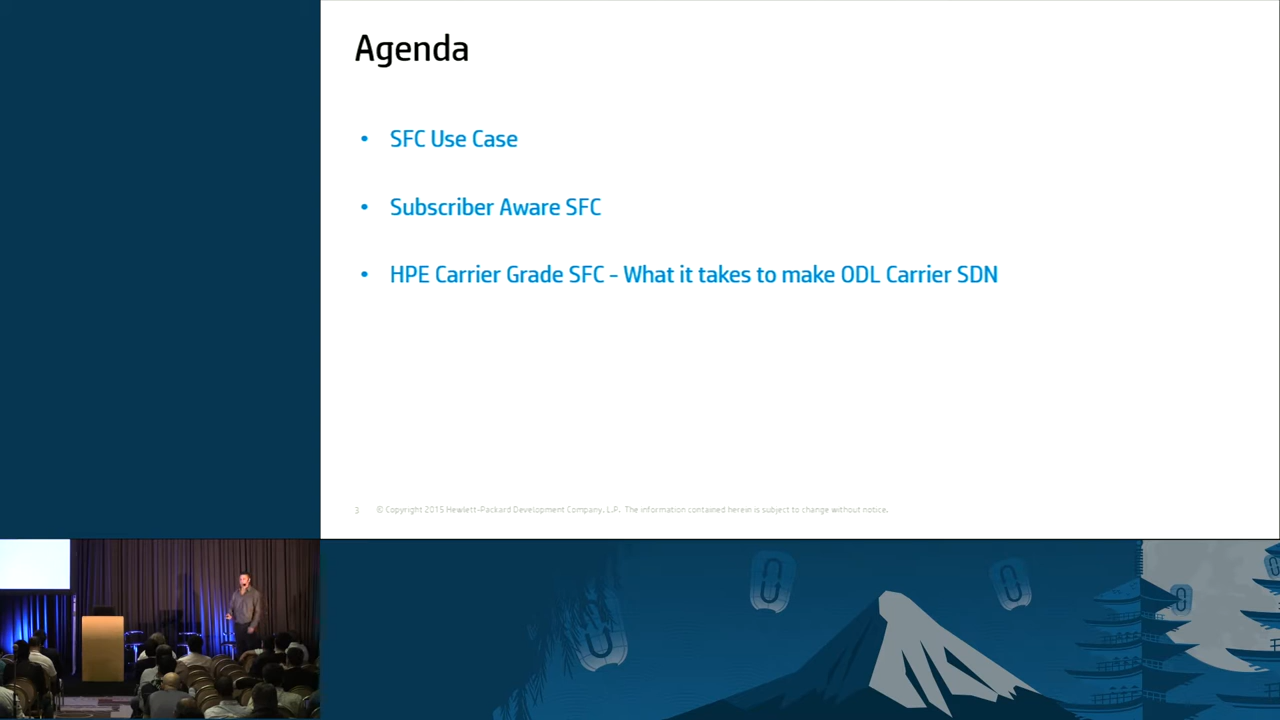 Agenda
• SFC Use Case
• Subscriber Aware SFC
• HPE Carrier Grade SFC – What it takes to make ODL Carrier SDN
3 © Copyright 2015 Hewlett-Packard Development Company, L.P. The information contained herein is subject to change without notice.